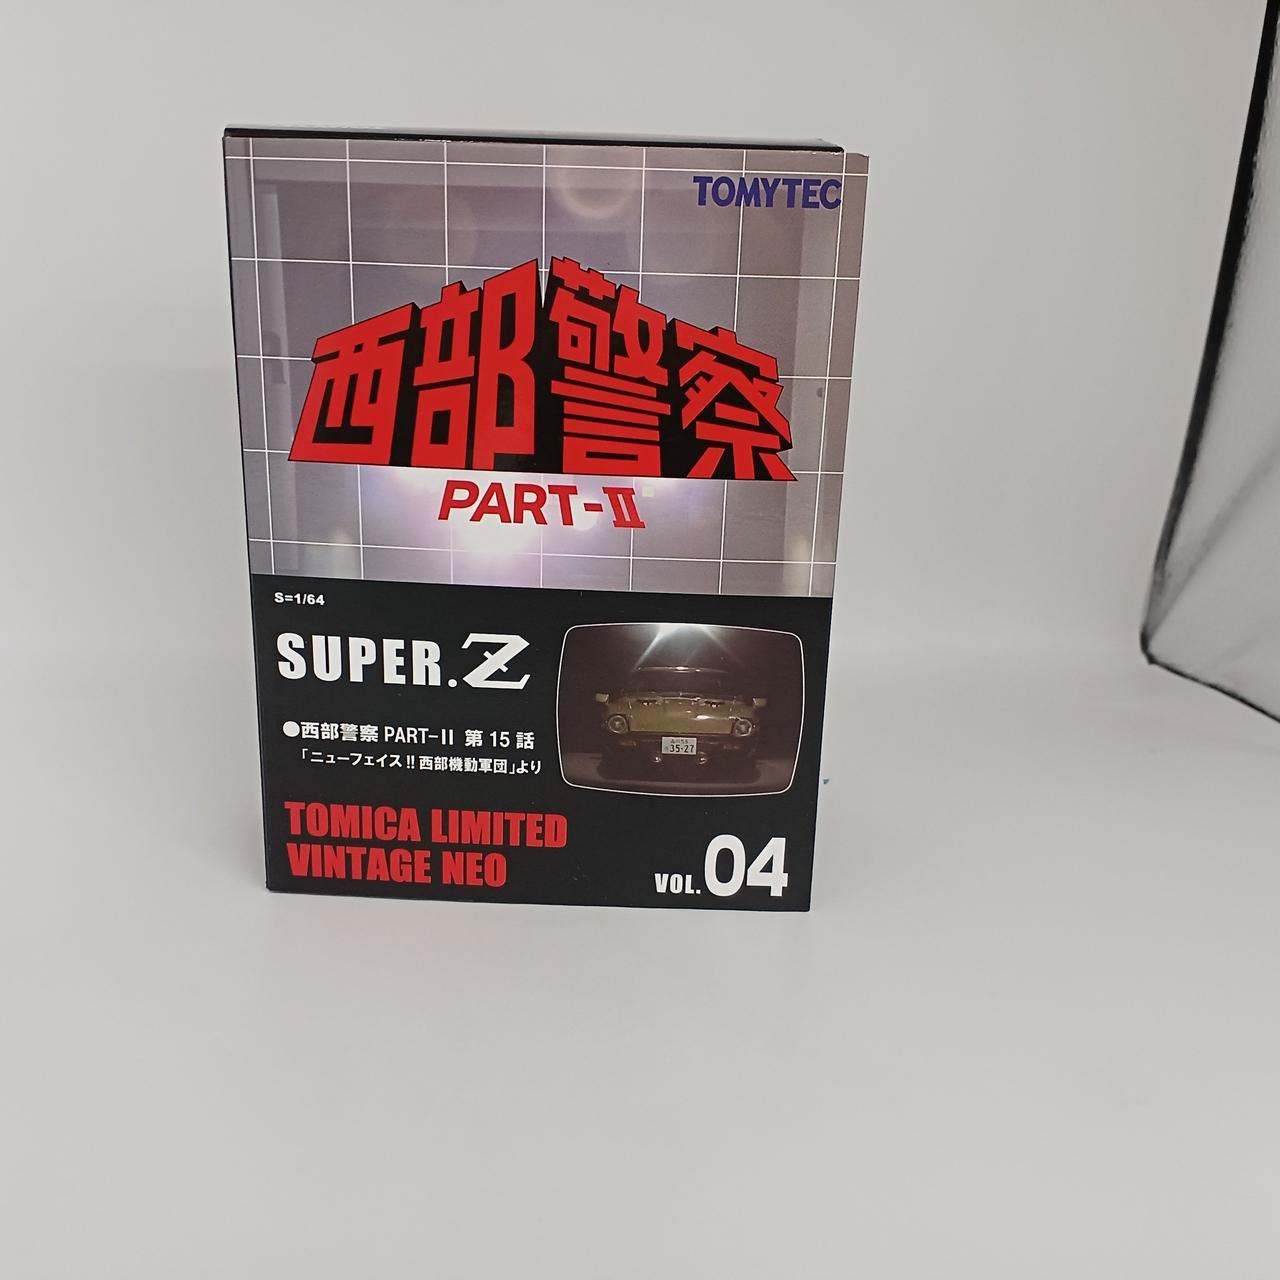 TOMYTEC
西部警察
PART-II
S=1/64
SUPER.Z
●西部警察 PART-II 第15話
「ニューフェイス!!西部機動軍団」より
35-27
TOMICA LIMITED
VINTAGE NEO
VOL.04